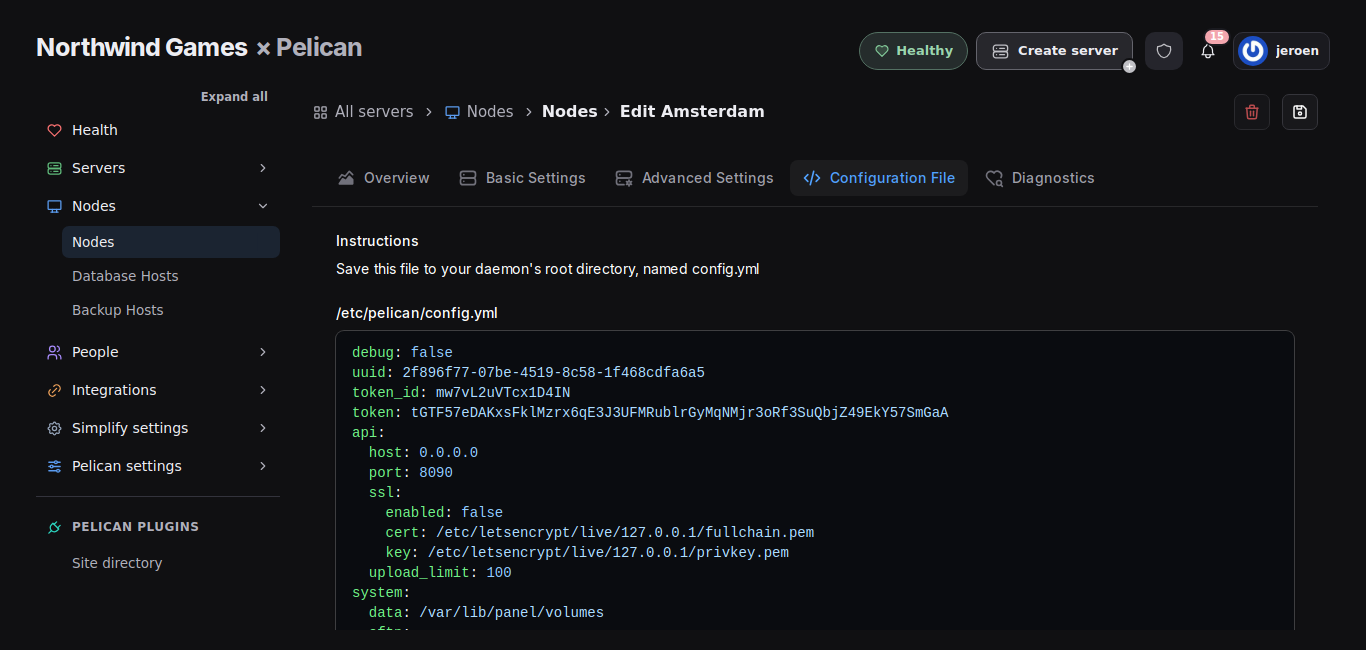 Northwind Games × Pelican
Healthy
Create server
15
jeroen
Expand all
Health
Servers
Nodes
Nodes
Database Hosts
Backup Hosts
People
Integrations
Simplify settings
Pelican settings
PELICAN PLUGINS
Site directory
All servers > Nodes > Nodes > Edit Amsterdam
Overview
Basic Settings
Advanced Settings
Configuration File
Diagnostics
Instructions
Save this file to your daemon's root directory, named config.yml
/etc/pelican/config.yml
debug: false
uuid: 2f896f77-07be-4519-8c58-1f468cdfa6a5
token_id: mw7vL2uVTcx1D4IN
token: tGTF57eDAKxsFklMzrx6qE3J3UFMRublrGyMqNMjr3oRf3SuQbjZ49EkY57SmGaA
api:
  host: 0.0.0.0
  port: 8090
  ssl:
    enabled: false
    cert: /etc/letsencrypt/live/127.0.0.1/fullchain.pem
    key: /etc/letsencrypt/live/127.0.0.1/privkey.pem
  upload_limit: 100
system:
  data: /var/lib/panel/volumes